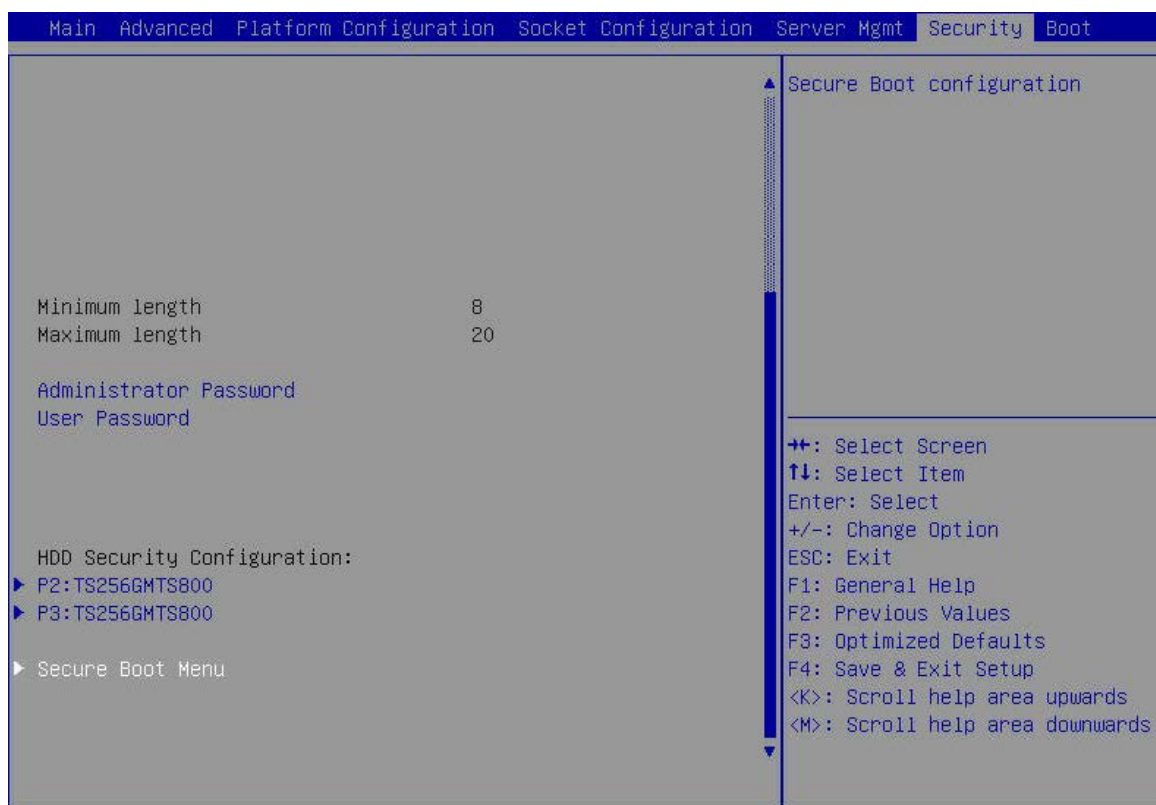 Main Advanced Platform Configuration Socket Configuration Server Mgmt Security Boot
Secure Boot configuration
Minimum length 8
Maximum length 20
Administrator Password
User Password
HDD Security Configuration:
▶ P2:TS256GMTS800
▶ P3:TS256GMTS800
▶ Secure Boot Menu
→←: Select Screen
↑↓: Select Item
Enter: Select
+/-: Change Option
ESC: Exit
F1: General Help
F2: Previous Values
F3: Optimized Defaults
F4: Save & Exit Setup
<K>: Scroll help area upwards
<M>: Scroll help area downwards